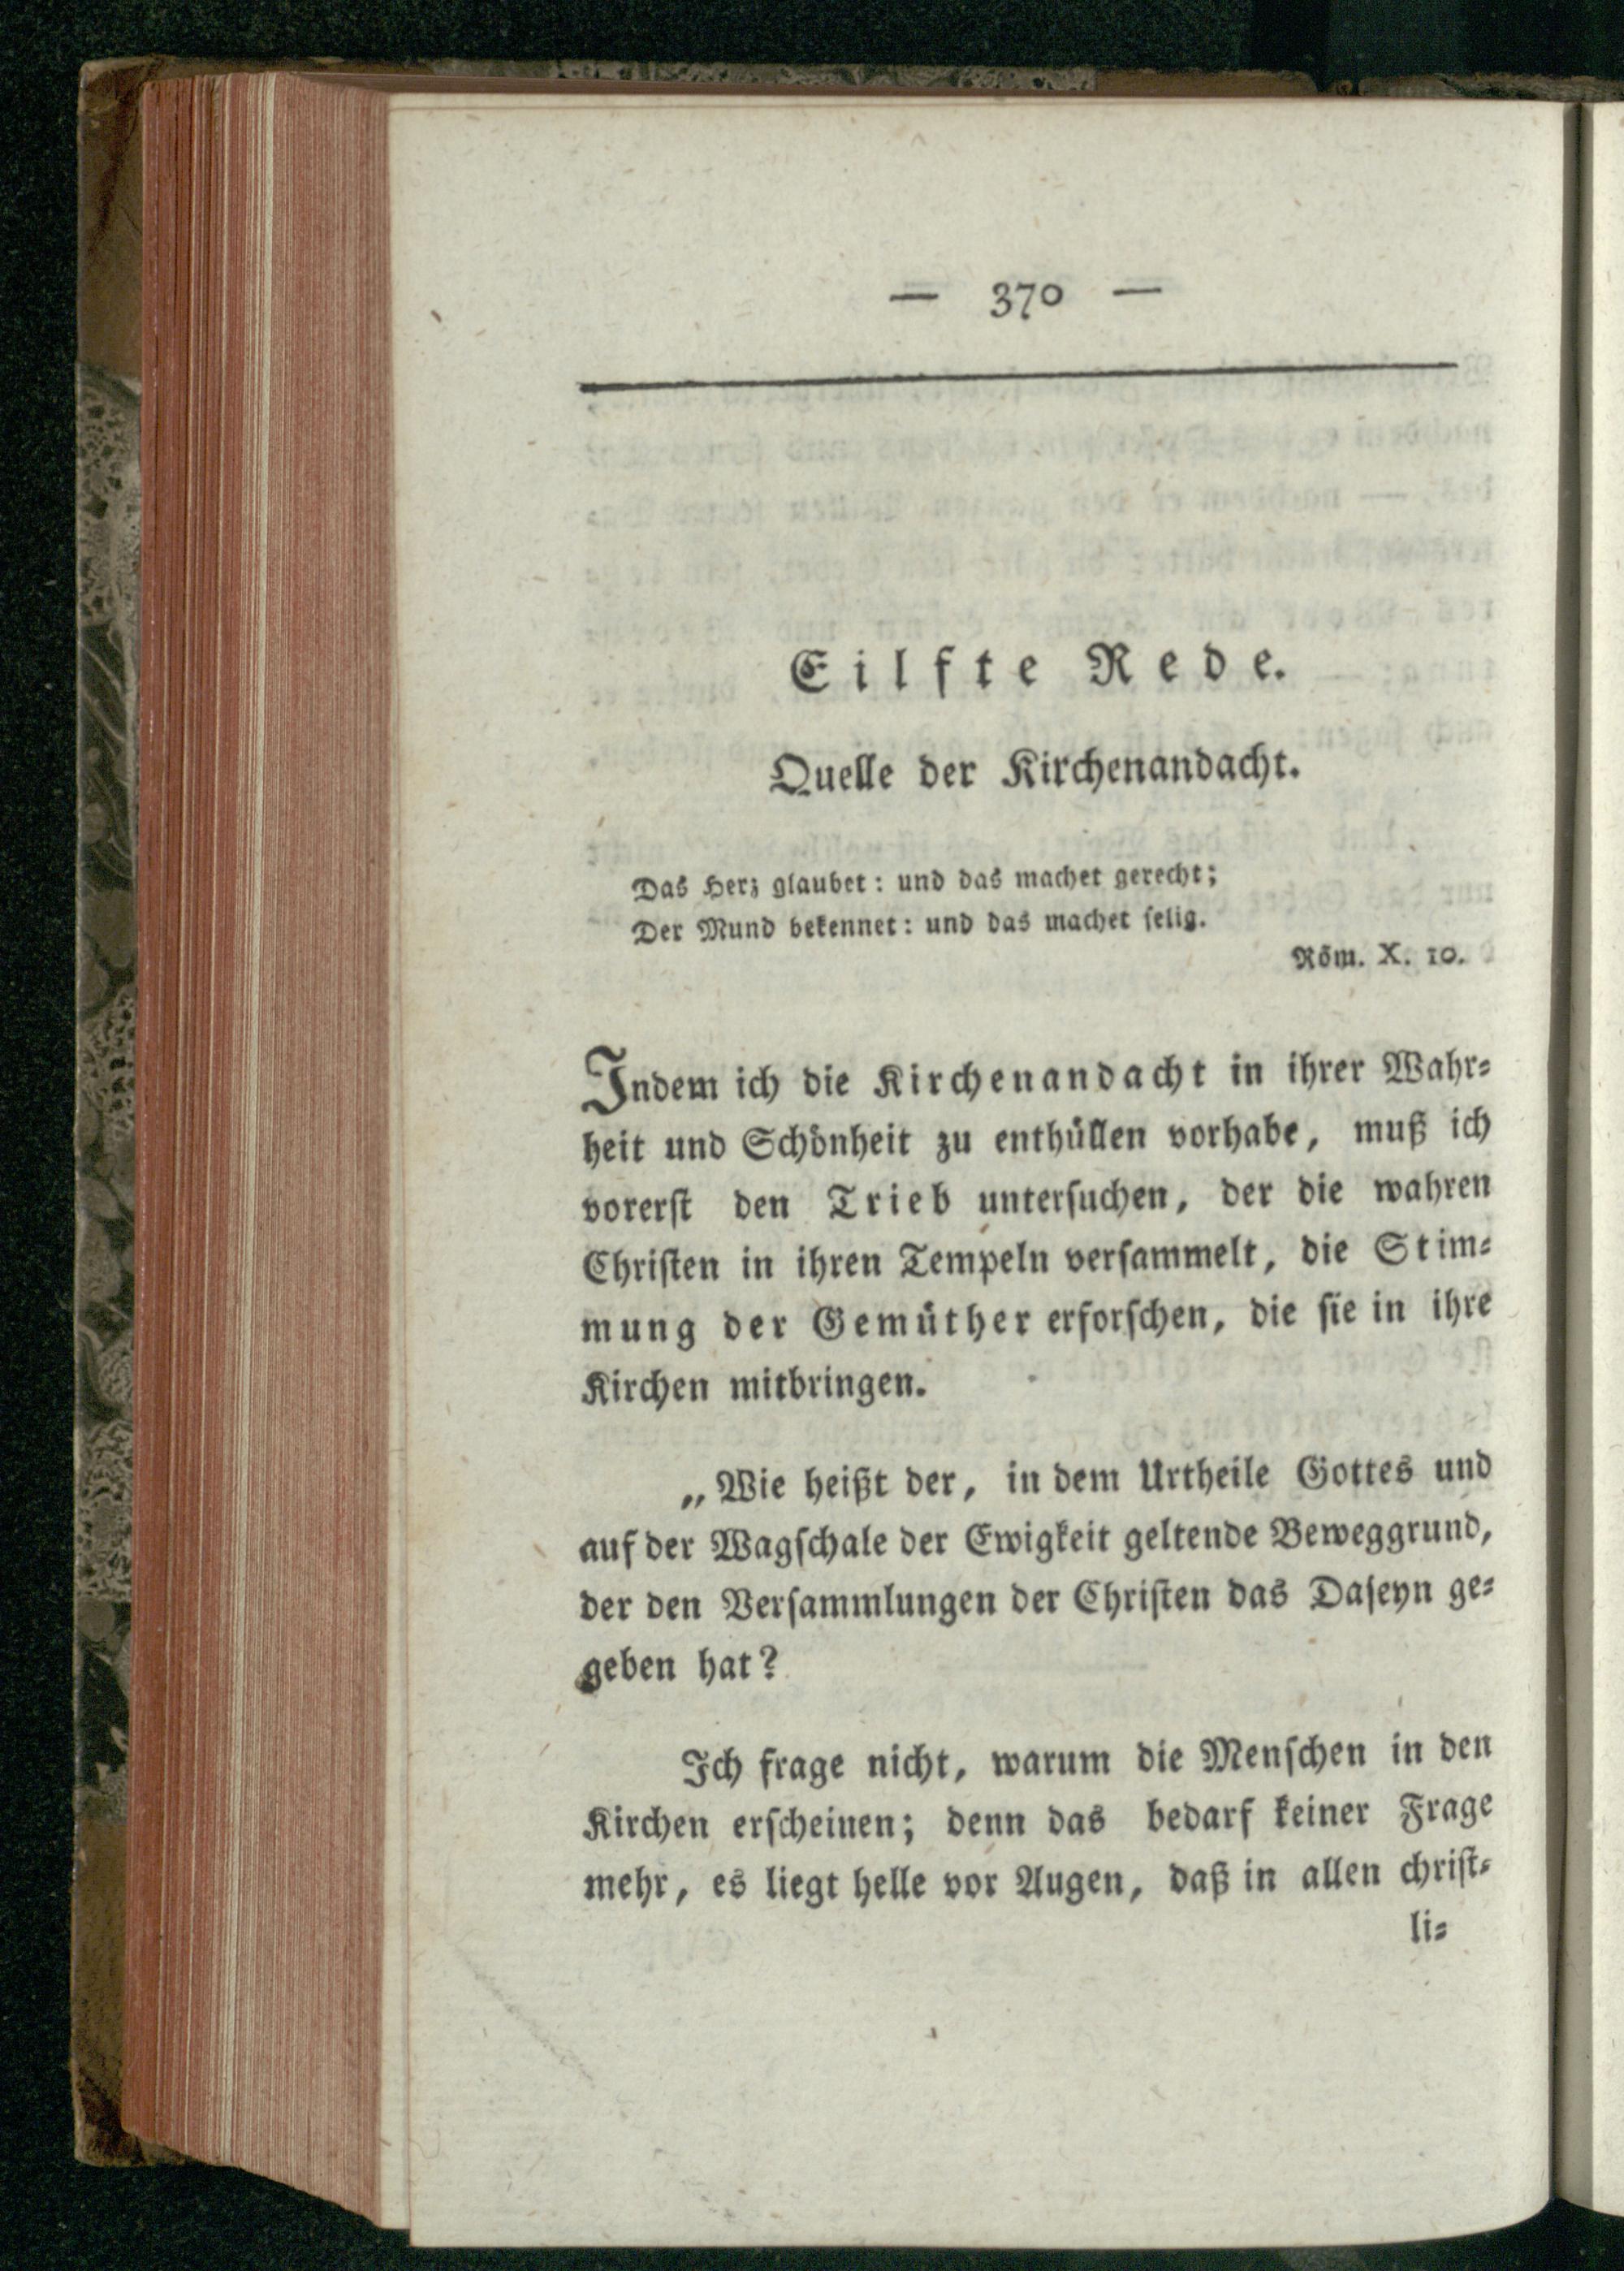 — 370 —
Eilfte Rede.
Quelle der Kirchenandacht.
Das Herz glaubet: und das machet gerecht;
Der Mund bekennet: und das machet ſelig.
Röm. X. 10.
Indem ich die Kirchenandacht in ihrer Wahr⸗
heit und Schönheit zu enthüllen vorhabe, muß ich
vorerſt den Trieb unterſuchen, der die wahren
Chriſten in ihren Tempeln verſammelt, die Stim⸗
mung der Gemüther erforſchen, die ſie in ihre
Kirchen mitbringen.
„Wie heißt der, in dem Urtheile Gottes und
auf der Wagſchale der Ewigkeit geltende Beweggrund,
der den Verſammlungen der Chriſten das Daſeyn ge⸗
geben hat?
Ich frage nicht, warum die Menſchen in den
Kirchen erſcheinen; denn das bedarf keiner Frage
mehr, es liegt helle vor Augen, daß in allen chriſt⸗
li⸗